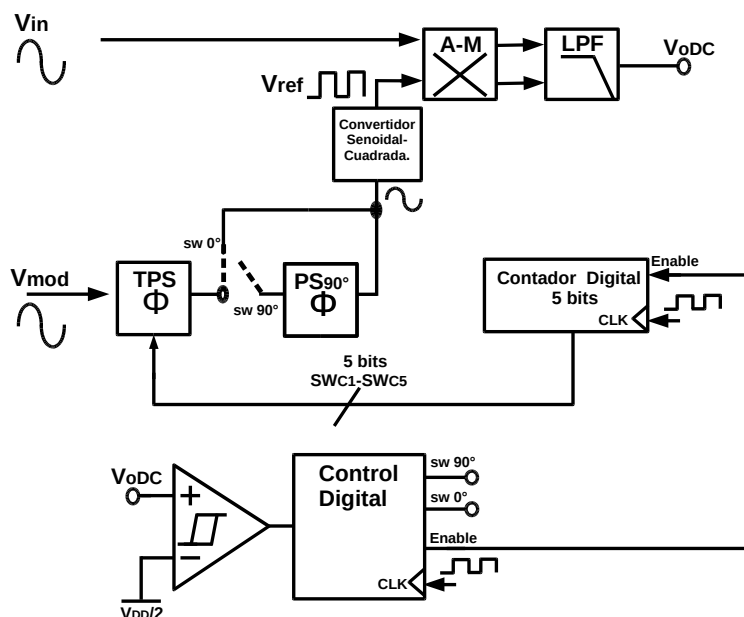 Vin
A-M
LPF
VoDC
Vref
Convertidor
Senoidal-
Cuadrada.
sw 0°
Vmod
TPS
Φ
PS90°
Φ
sw 90°
Enable
Contador Digital
5 bits
CLK
5 bits
SWC1-SWC5
VoDC
+
−
VDD/2
Control
Digital
sw 90°
sw 0°
Enable
CLK